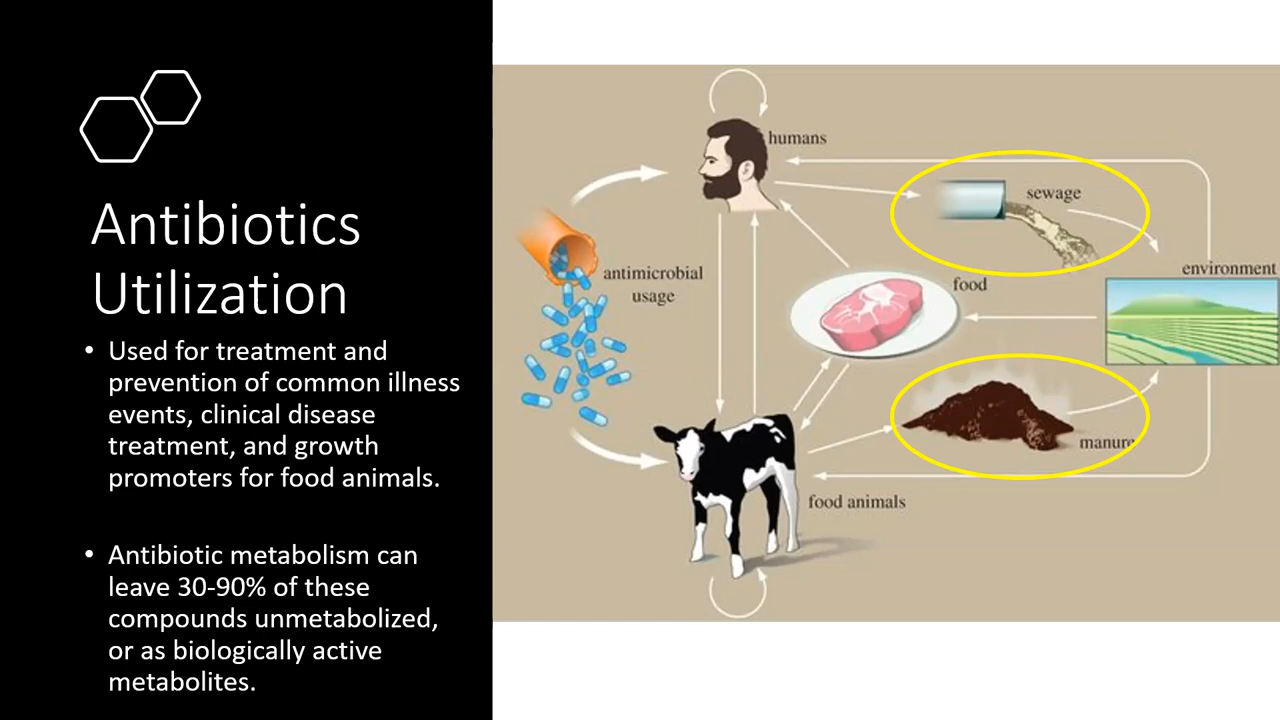 Antibiotics
Utilization
• Used for treatment and
prevention of common illness
events, clinical disease
treatment, and growth
promoters for food animals.
• Antibiotic metabolism can
leave 30-90% of these
compounds unmetabolized,
or as biologically active
metabolites.
humans
sewage
antimicrobial
usage
food
environment
manure
food animals